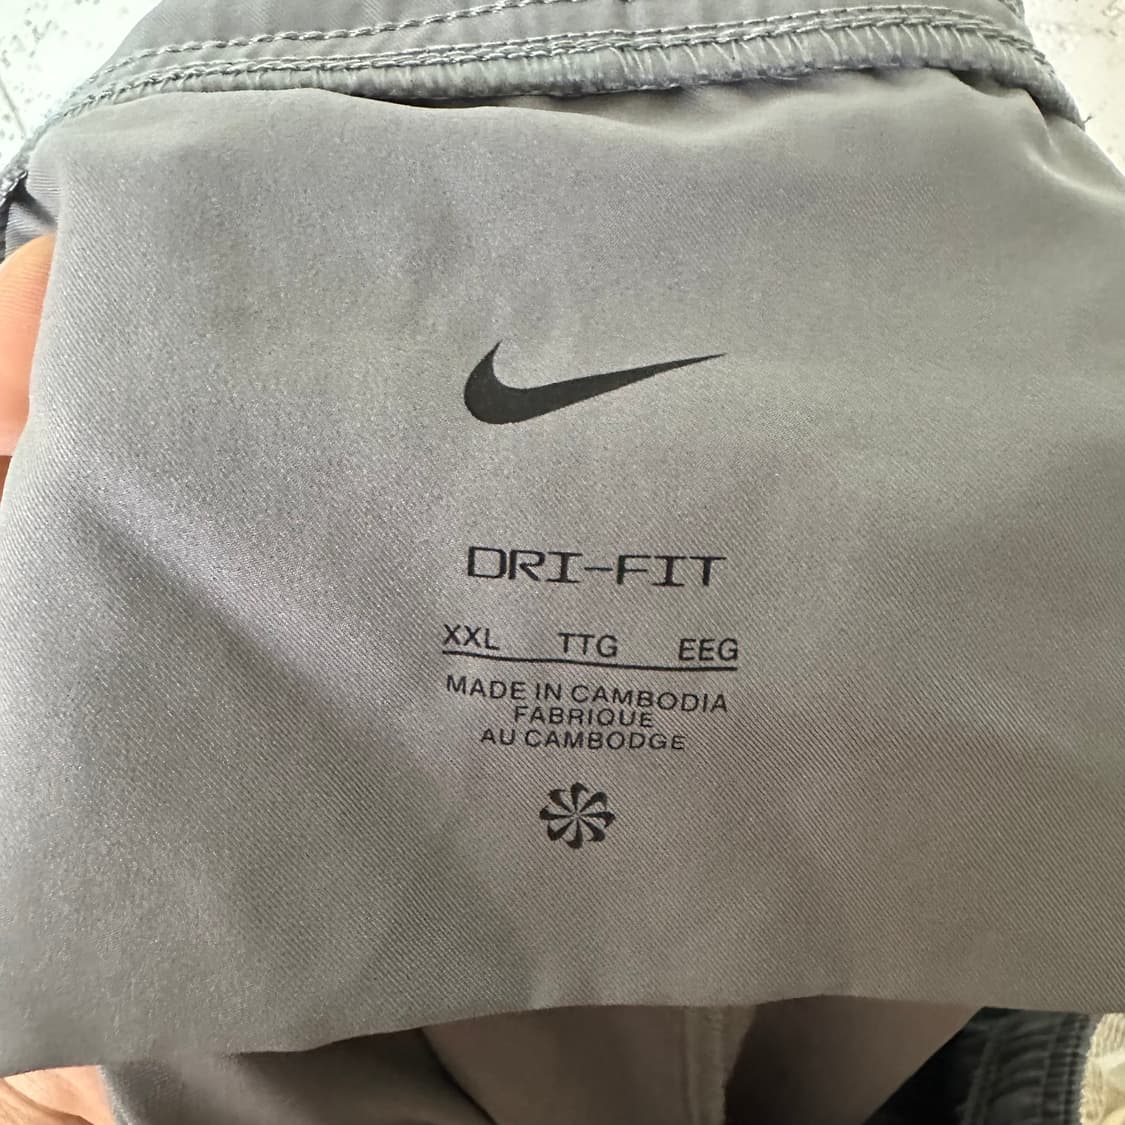 DRI-FIT
XXL TTG EEG
MADE IN CAMBODIA
FABRIQUE
AU CAMBODGE